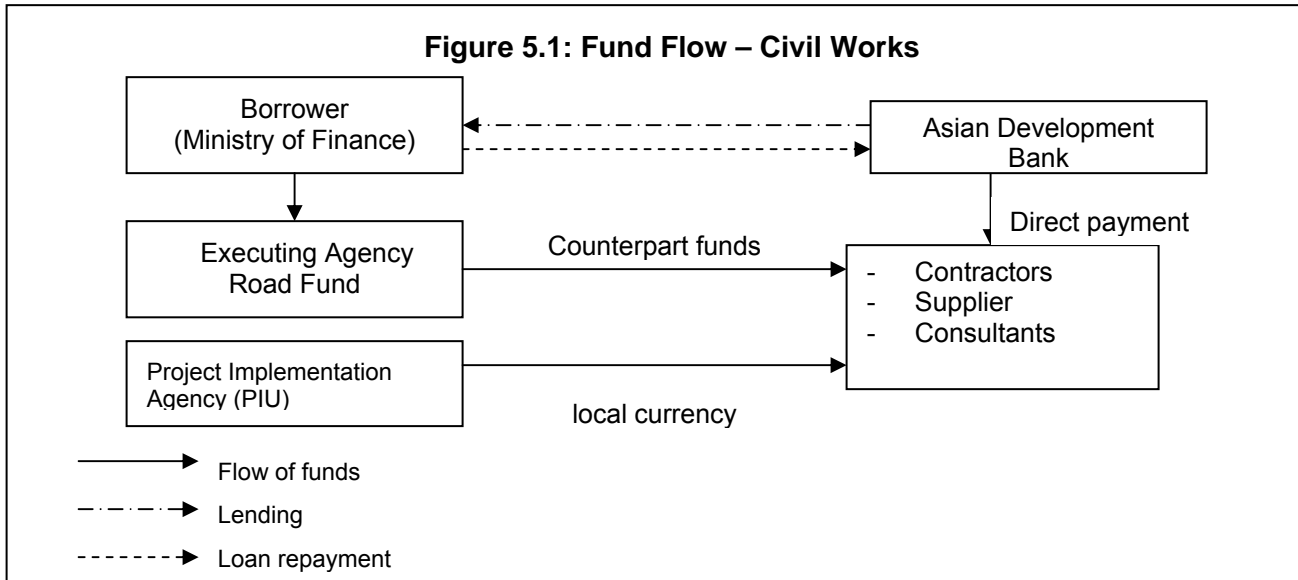 Figure 5.1: Fund Flow – Civil Works
Borrower
(Ministry of Finance)
Asian Development
Bank
Executing Agency
Road Fund
Counterpart funds
Direct payment
- Contractors
- Supplier
- Consultants
Project Implementation
Agency (PIU)
local currency
Flow of funds
Lending
Loan repayment